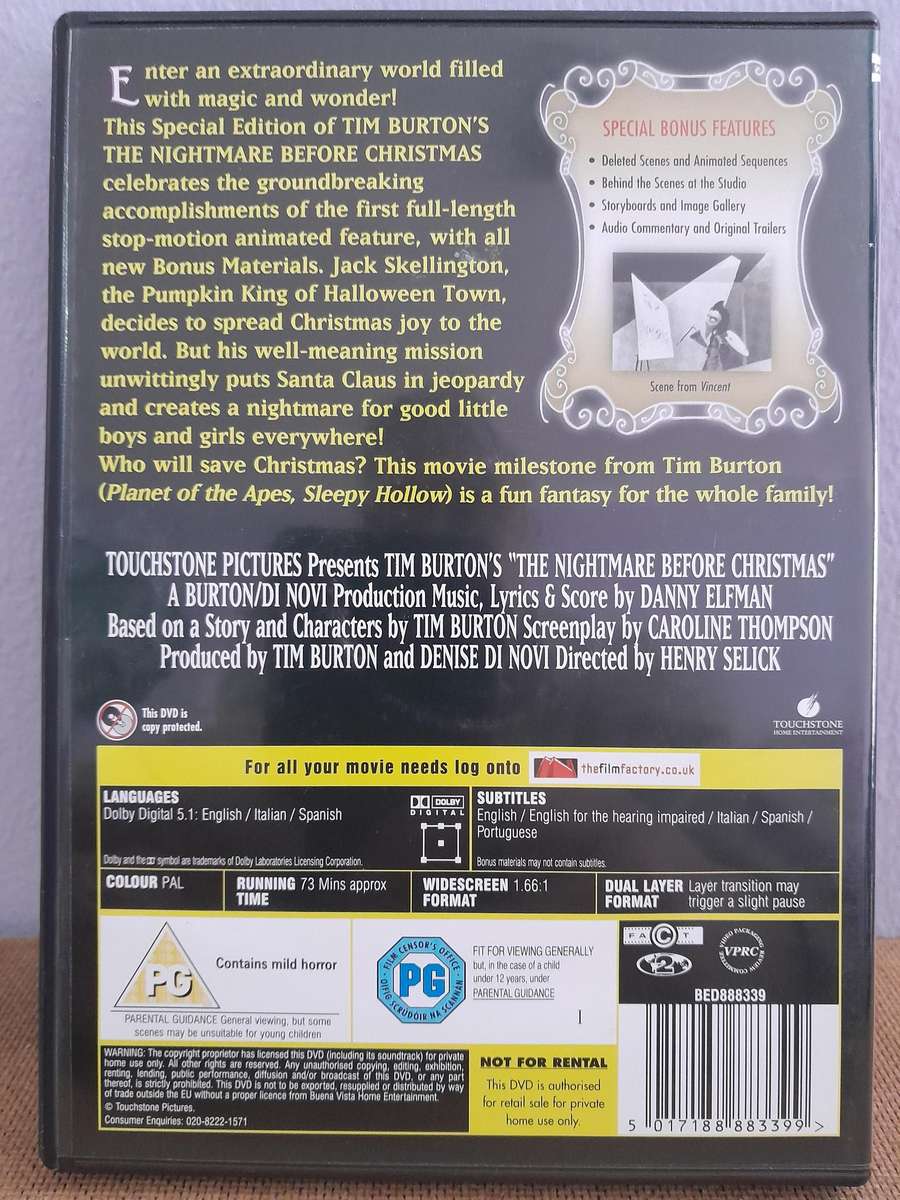 Enter an extraordinary world filled
with magic and wonder!
This Special Edition of TIM BURTON'S
THE NIGHTMARE BEFORE CHRISTMAS
celebrates the groundbreaking
accomplishments of the first full-length
stop-motion animated feature, with all
new Bonus Materials. Jack Skellington,
the Pumpkin King of Halloween Town,
decides to spread Christmas joy to the
world. But his well-meaning mission
unwittingly puts Santa Claus in jeopardy
and creates a nightmare for good little
boys and girls everywhere!
Who will save Christmas? This movie milestone from Tim Burton
(Planet of the Apes, Sleepy Hollow) is a fun fantasy for the whole family!
SPECIAL BONUS FEATURES
• Deleted Scenes and Animated Sequences
• Behind the Scenes at the Studio
• Storyboards and Image Gallery
• Audio Commentary and Original Trailers
Scene from Vincent
TOUCHSTONE PICTURES Presents TIM BURTON'S "THE NIGHTMARE BEFORE CHRISTMAS"
A BURTON/DI NOVI Production Music, Lyrics & Score by DANNY ELFMAN
Based on a Story and Characters by TIM BURTON Screenplay by CAROLINE THOMPSON
Produced by TIM BURTON and DENISE DI NOVI Directed by HENRY SELICK
This DVD is
copy protected.
TOUCHSTONE
HOME ENTERTAINMENT
For all your movie needs log onto thefilmfactory.co.uk
LANGUAGES
Dolby Digital 5.1: English / Italian / Spanish
DOLBY
DIGITAL
Dolby and the symbol are trademarks of Dolby Laboratories Licensing Corporation.
SUBTITLES
English / English for the hearing impaired / Italian / Spanish /
Portuguese
Bonus materials may not contain subtitles.
COLOUR PAL
RUNNING 73 Mins approx
TIME
WIDESCREEN 1.66:1
FORMAT
DUAL LAYER Layer transition may
FORMAT trigger a slight pause
PG
Contains mild horror
PARENTAL GUIDANCE General viewing, but some
scenes may be unsuitable for young children
FILM CENSOR'S OFFICE
PG
OIFIG SCRÚDÓIR NA SCANNÁN
FIT FOR VIEWING GENERALLY
but, in the case of a child
under 12 years, under
PARENTAL GUIDANCE
1
FACT
2
VIDEO PACKAGING
VPRC
REVIEW COMMITTEE
BED888339
WARNING: The copyright proprietor has licensed this DVD (including its soundtrack) for private
home use only. All other rights are reserved. Any unauthorised copying, editing, exhibition,
renting, lending, public performance, diffusion and/or broadcast of this DVD, or any part
thereof, is strictly prohibited. This DVD is not to be exported, resupplied or distributed by way
of trade outside the EU without a proper licence from Buena Vista Home Entertainment.
© Touchstone Pictures.
Consumer Enquiries: 020-8222-1571
NOT FOR RENTAL
This DVD is authorised
for retail sale for private
home use only.
5 017188 883399 >